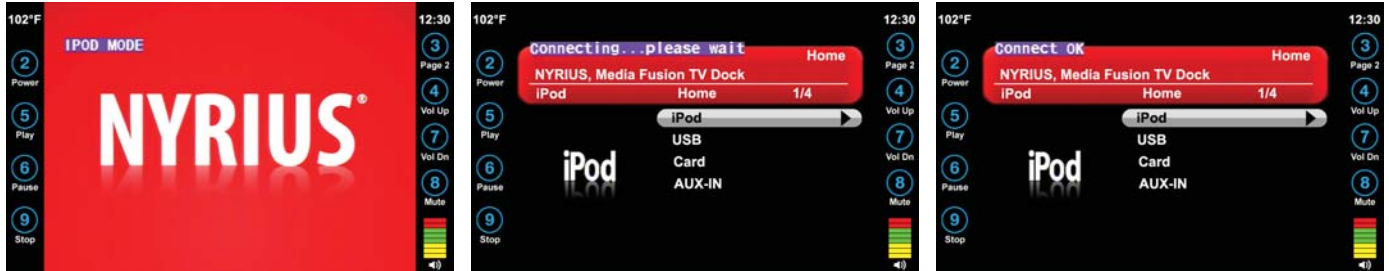 102°F
12:30
IPOD MODE
2
Power
5
Play
6
Pause
9
Stop
NYRIUS®
3
Page 2
4
Vol Up
7
Vol Dn
8
Mute
102°F
12:30
Connecting...please wait
Home
NYRIUS, Media Fusion TV Dock
iPod Home 1/4
2
Power
5
Play
6
Pause
9
Stop
iPod
iPod
USB
Card
AUX-IN
3
Page 2
4
Vol Up
7
Vol Dn
8
Mute
102°F
12:30
Connect OK
Home
NYRIUS, Media Fusion TV Dock
iPod Home 1/4
2
Power
5
Play
6
Pause
9
Stop
iPod
iPod
USB
Card
AUX-IN
3
Page 2
4
Vol Up
7
Vol Dn
8
Mute